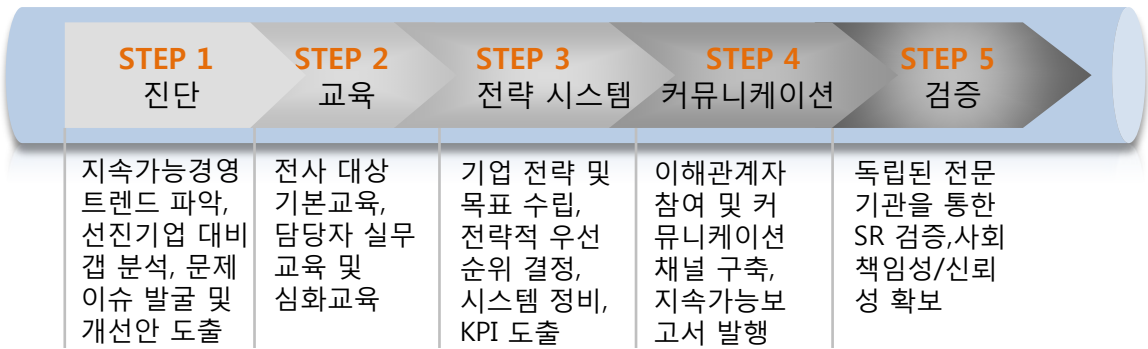 STEP 1
진단
STEP 2
교육
STEP 3
전략 시스템
STEP 4
커뮤니케이션
STEP 5
검증
지속가능경영
트렌드 파악,
선진기업 대비
갭 분석, 문제
이슈 발굴 및
개선안 도출
전사 대상
기본교육,
담당자 실무
교육 및
심화교육
기업 전략 및
목표 수립,
전략적 우선
순위 결정,
시스템 정비,
KPI 도출
이해관계자
참여 및 커
뮤니케이션
채널 구축,
지속가능보
고서 발행
독립된 전문
기관을 통한
SR 검증,사회
책임성/신뢰
성 확보